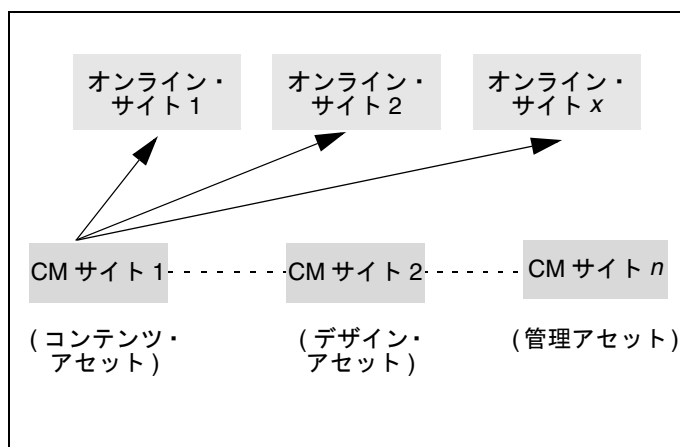 オンライン・
サイト 1
オンライン・
サイト 2
オンライン・
サイト x
CM サイト 1
CM サイト 2
CM サイト n
( コンテンツ・
アセット )
( デザイン・
アセット )
( 管理アセット )